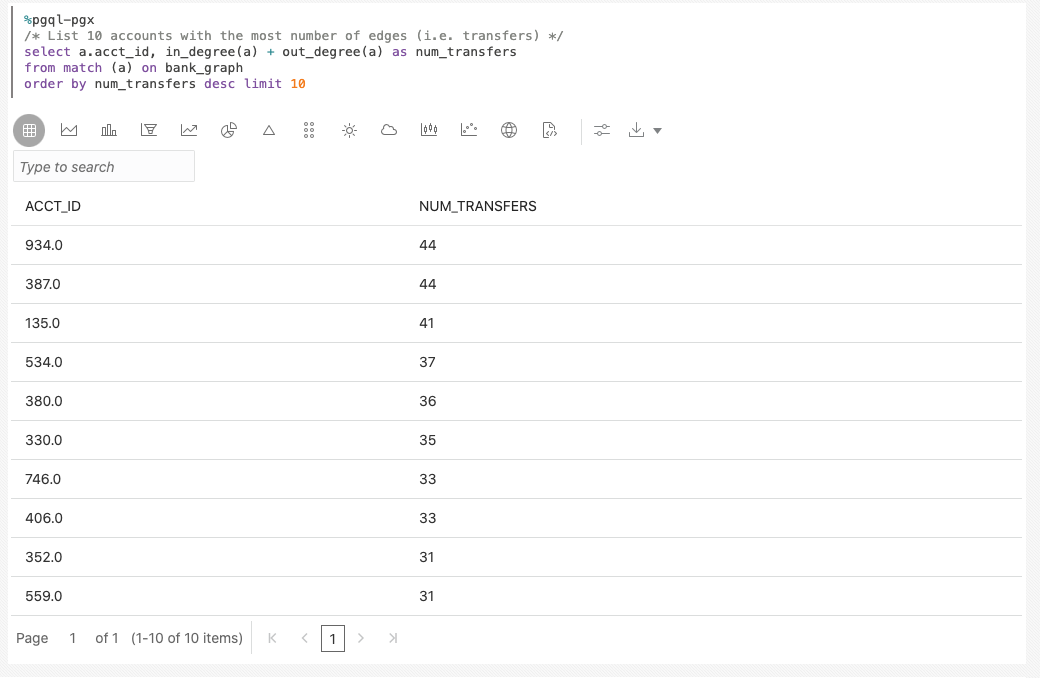 %pgql-pgx
/* List 10 accounts with the most number of edges (i.e. transfers) */
select a.acct_id, in_degree(a) + out_degree(a) as num_transfers
from match (a) on bank_graph
order by num_transfers desc limit 10
Type to search
ACCT_ID NUM_TRANSFERS
934.0 44
387.0 44
135.0 41
534.0 37
380.0 36
330.0 35
746.0 33
406.0 33
352.0 31
559.0 31
Page 1 of 1 (1-10 of 10 items) 1